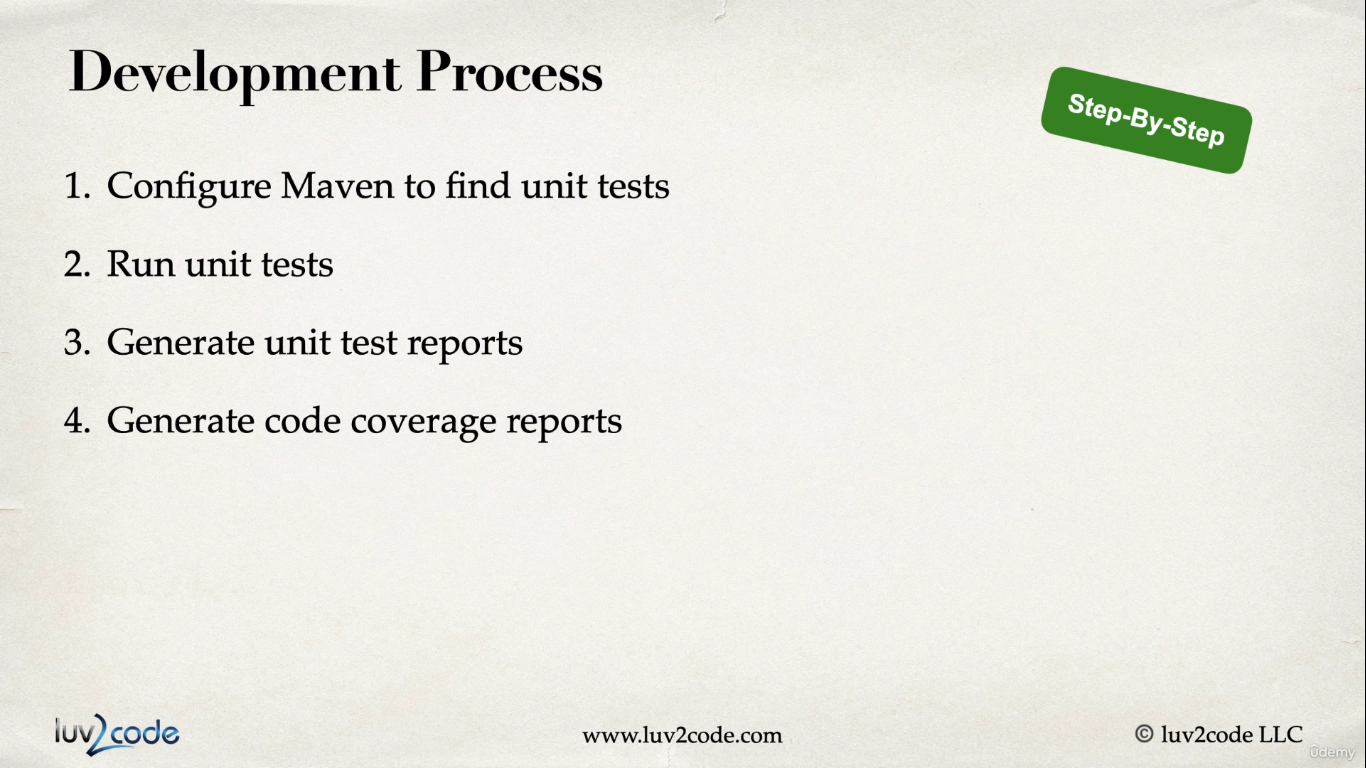 Development Process
Step-By-Step
1. Configure Maven to find unit tests
2. Run unit tests
3. Generate unit test reports
4. Generate code coverage reports
luv2code
www.luv2code.com
© luv2code LLC
ûdemy